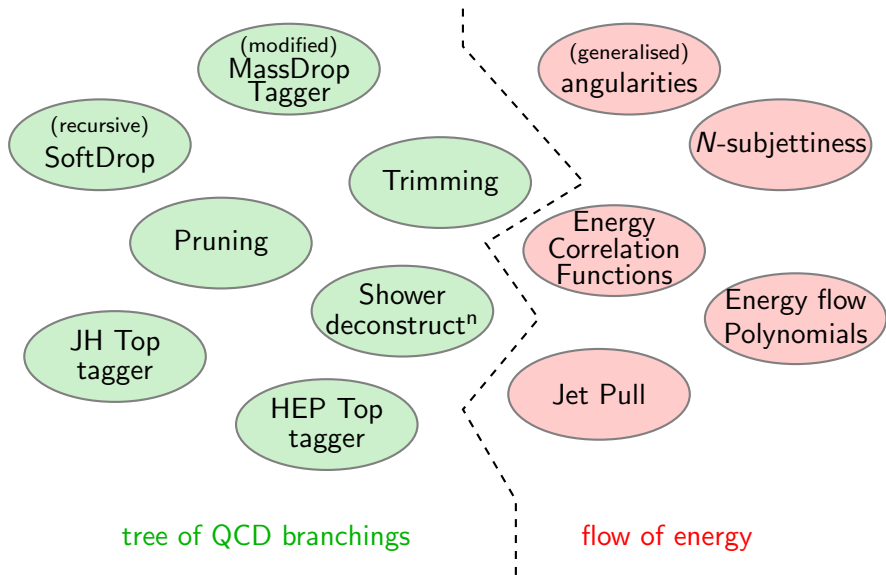 (modified)
MassDrop
Tagger
(recursive)
SoftDrop
Trimming
Pruning
Shower
deconstructⁿ
JH Top
tagger
HEP Top
tagger
tree of QCD branchings
(generalised)
angularities
N-subjettiness
Energy
Correlation
Functions
Energy flow
Polynomials
Jet Pull
flow of energy